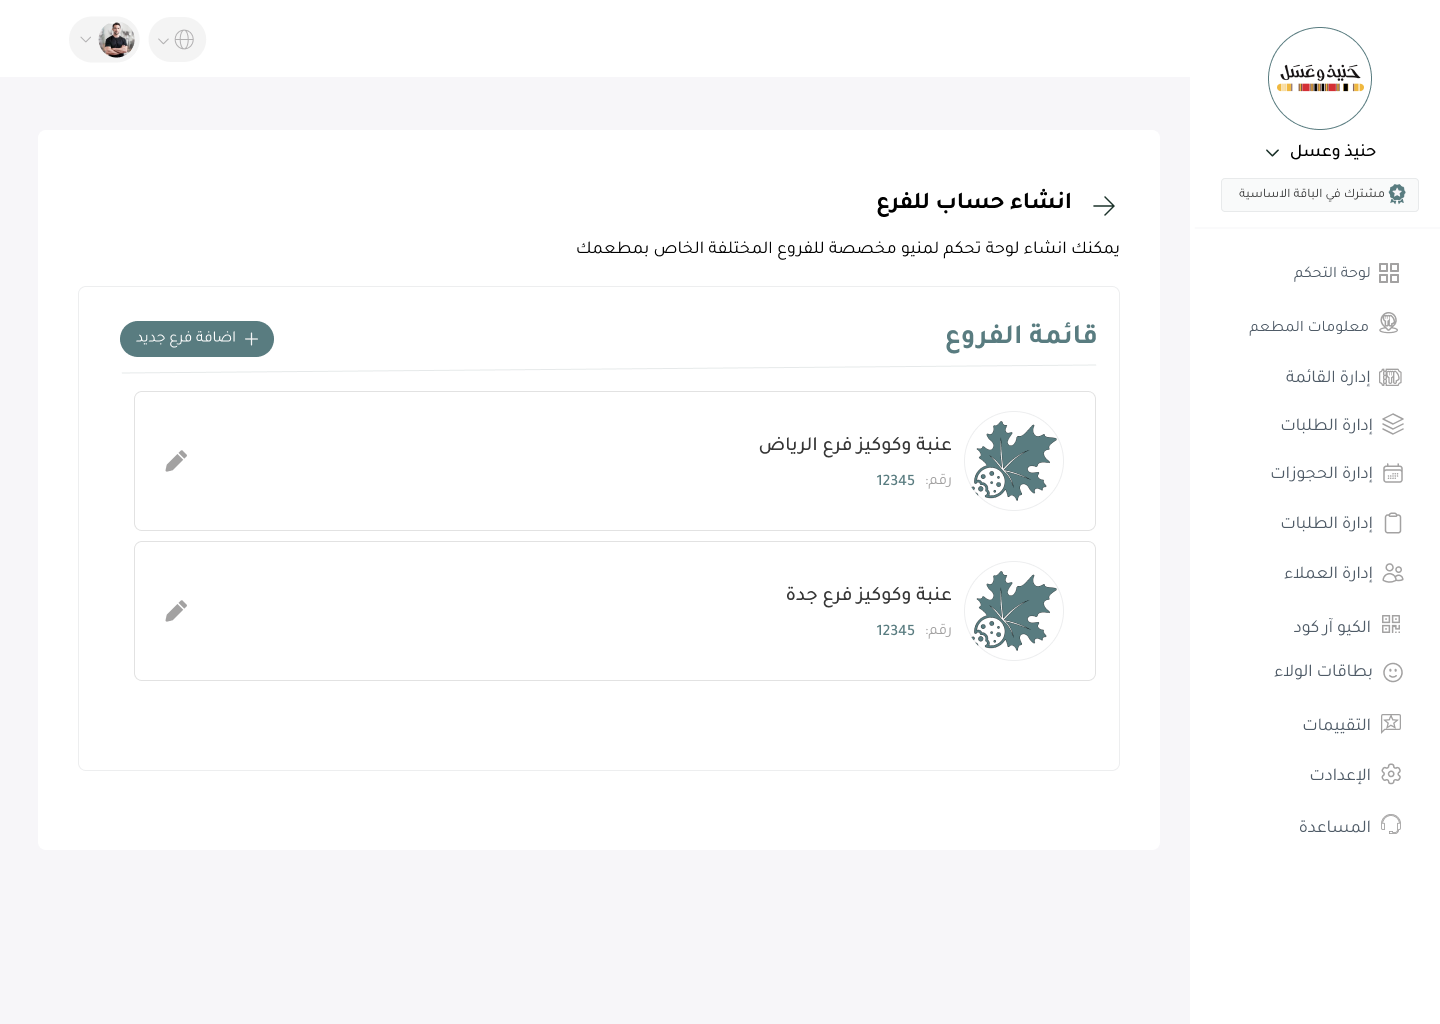 حنيذ وعسل
حنيذ وعسل
مشترك في الباقة الاساسية
لوحة التحكم
معلومات المطعم
إدارة القائمة
إدارة الطلبات
إدارة الحجوزات
إدارة الطلبات
إدارة العملاء
الكيو آر كود
بطاقات الولاء
التقييمات
الإعدادت
المساعدة
انشاء حساب للفرع
يمكنك انشاء لوحة تحكم لمنيو مخصصة للفروع المختلفة الخاص بمطعمك
قائمة الفروع
اضافة فرع جديد
عنبة وكوكيز فرع الرياض
رقم: 12345
عنبة وكوكيز فرع جدة
رقم: 12345